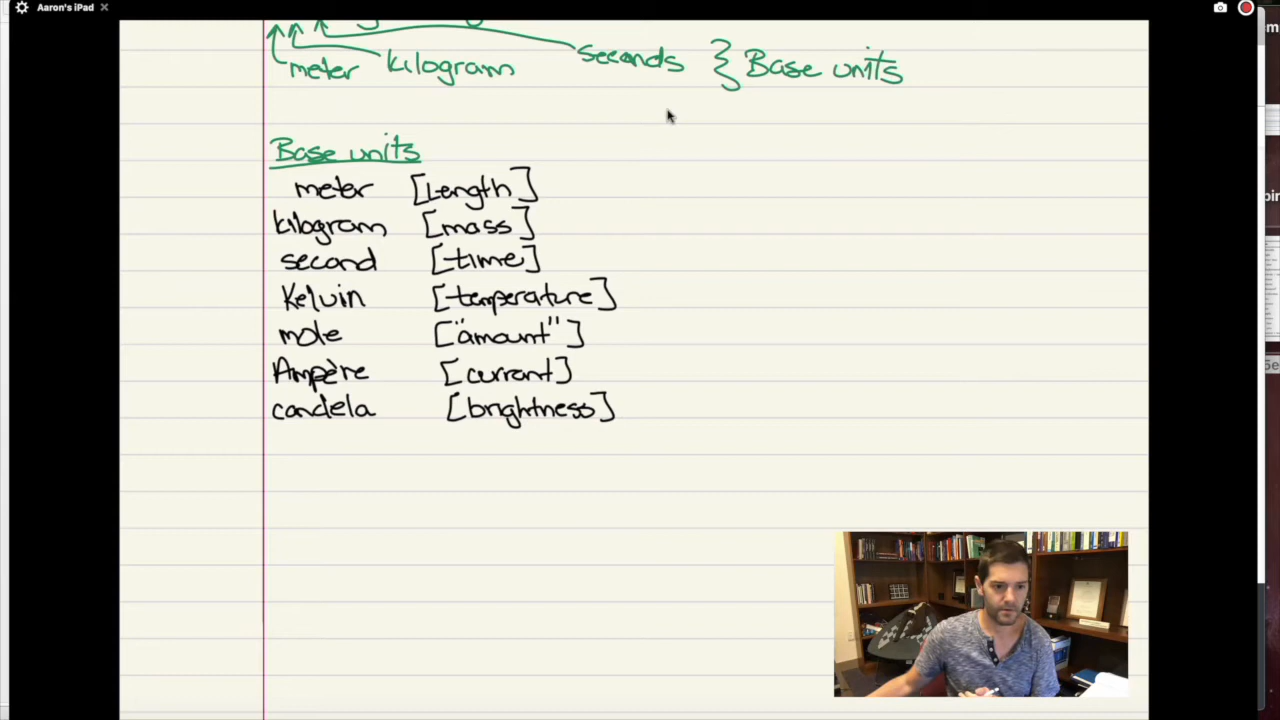 Aaron's iPad
meter kilogram seconds } Base units
Base units
meter [Length]
kilogram [mass]
second [time]
Kelvin [temperature]
mole ["amount"]
Ampère [current]
candela [brightness]